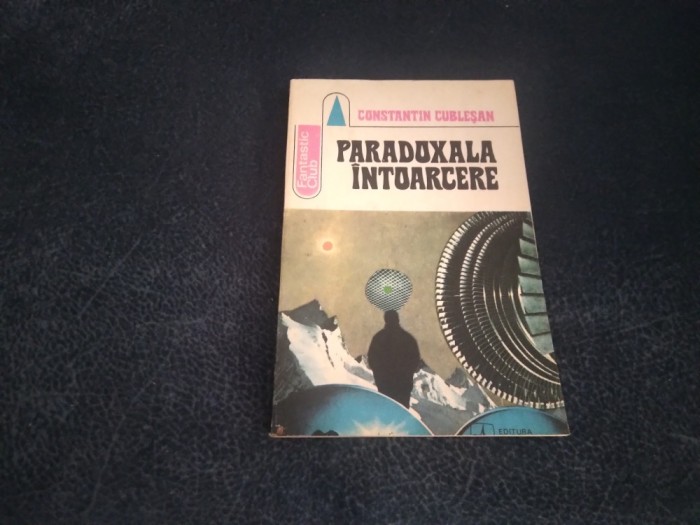 CONSTANTIN CUBLEŞAN
PARADOXALA
ÎNTOARCERE
Fantastic
Club
EDITURA